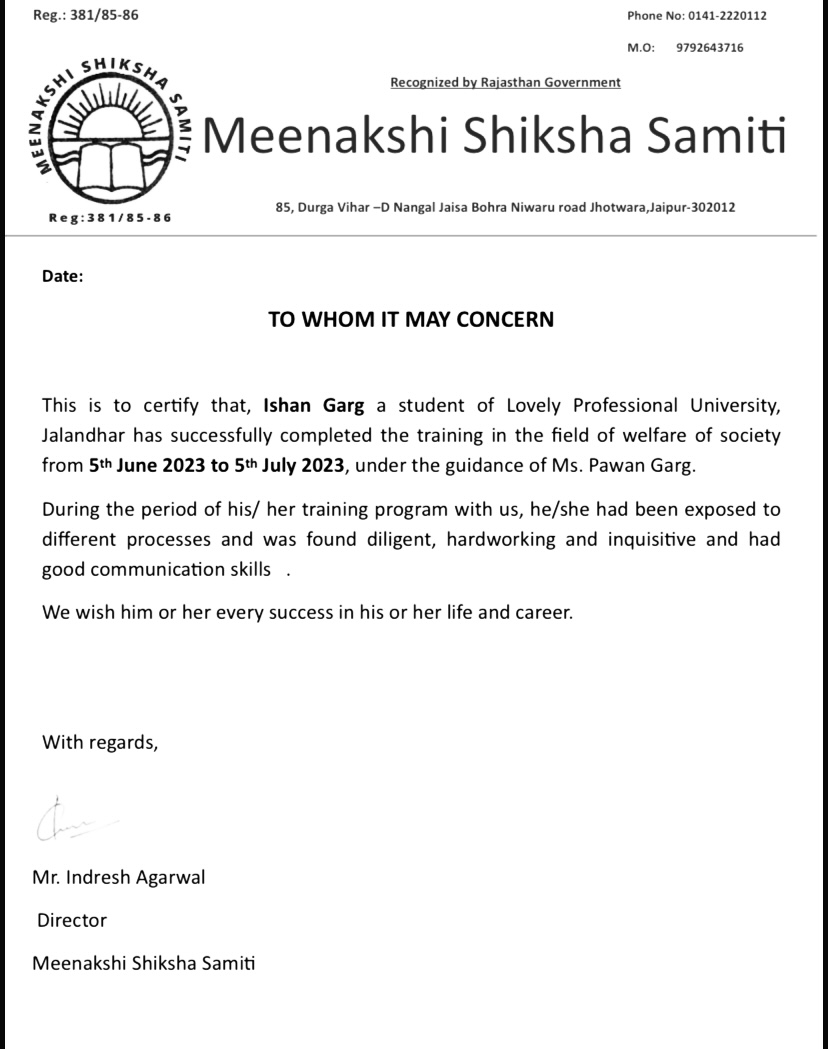 Reg.: 381/85-86
Phone No: 0141-2220112
M.O: 9792643716
MEENAKSHI SHIKSHA SAMITI
Recognized by Rajasthan Government
Meenakshi Shiksha Samiti
85, Durga Vihar –D Nangal Jaisa Bohra Niwaru road Jhotwara,Jaipur-302012
Reg:381/85-86
Date:
TO WHOM IT MAY CONCERN
This is to certify that, Ishan Garg a student of Lovely Professional University,
Jalandhar has successfully completed the training in the field of welfare of society
from 5th June 2023 to 5th July 2023, under the guidance of Ms. Pawan Garg.
During the period of his/ her training program with us, he/she had been exposed to
different processes and was found diligent, hardworking and inquisitive and had
good communication skills .
We wish him or her every success in his or her life and career.
With regards,
Mr. Indresh Agarwal
Director
Meenakshi Shiksha Samiti